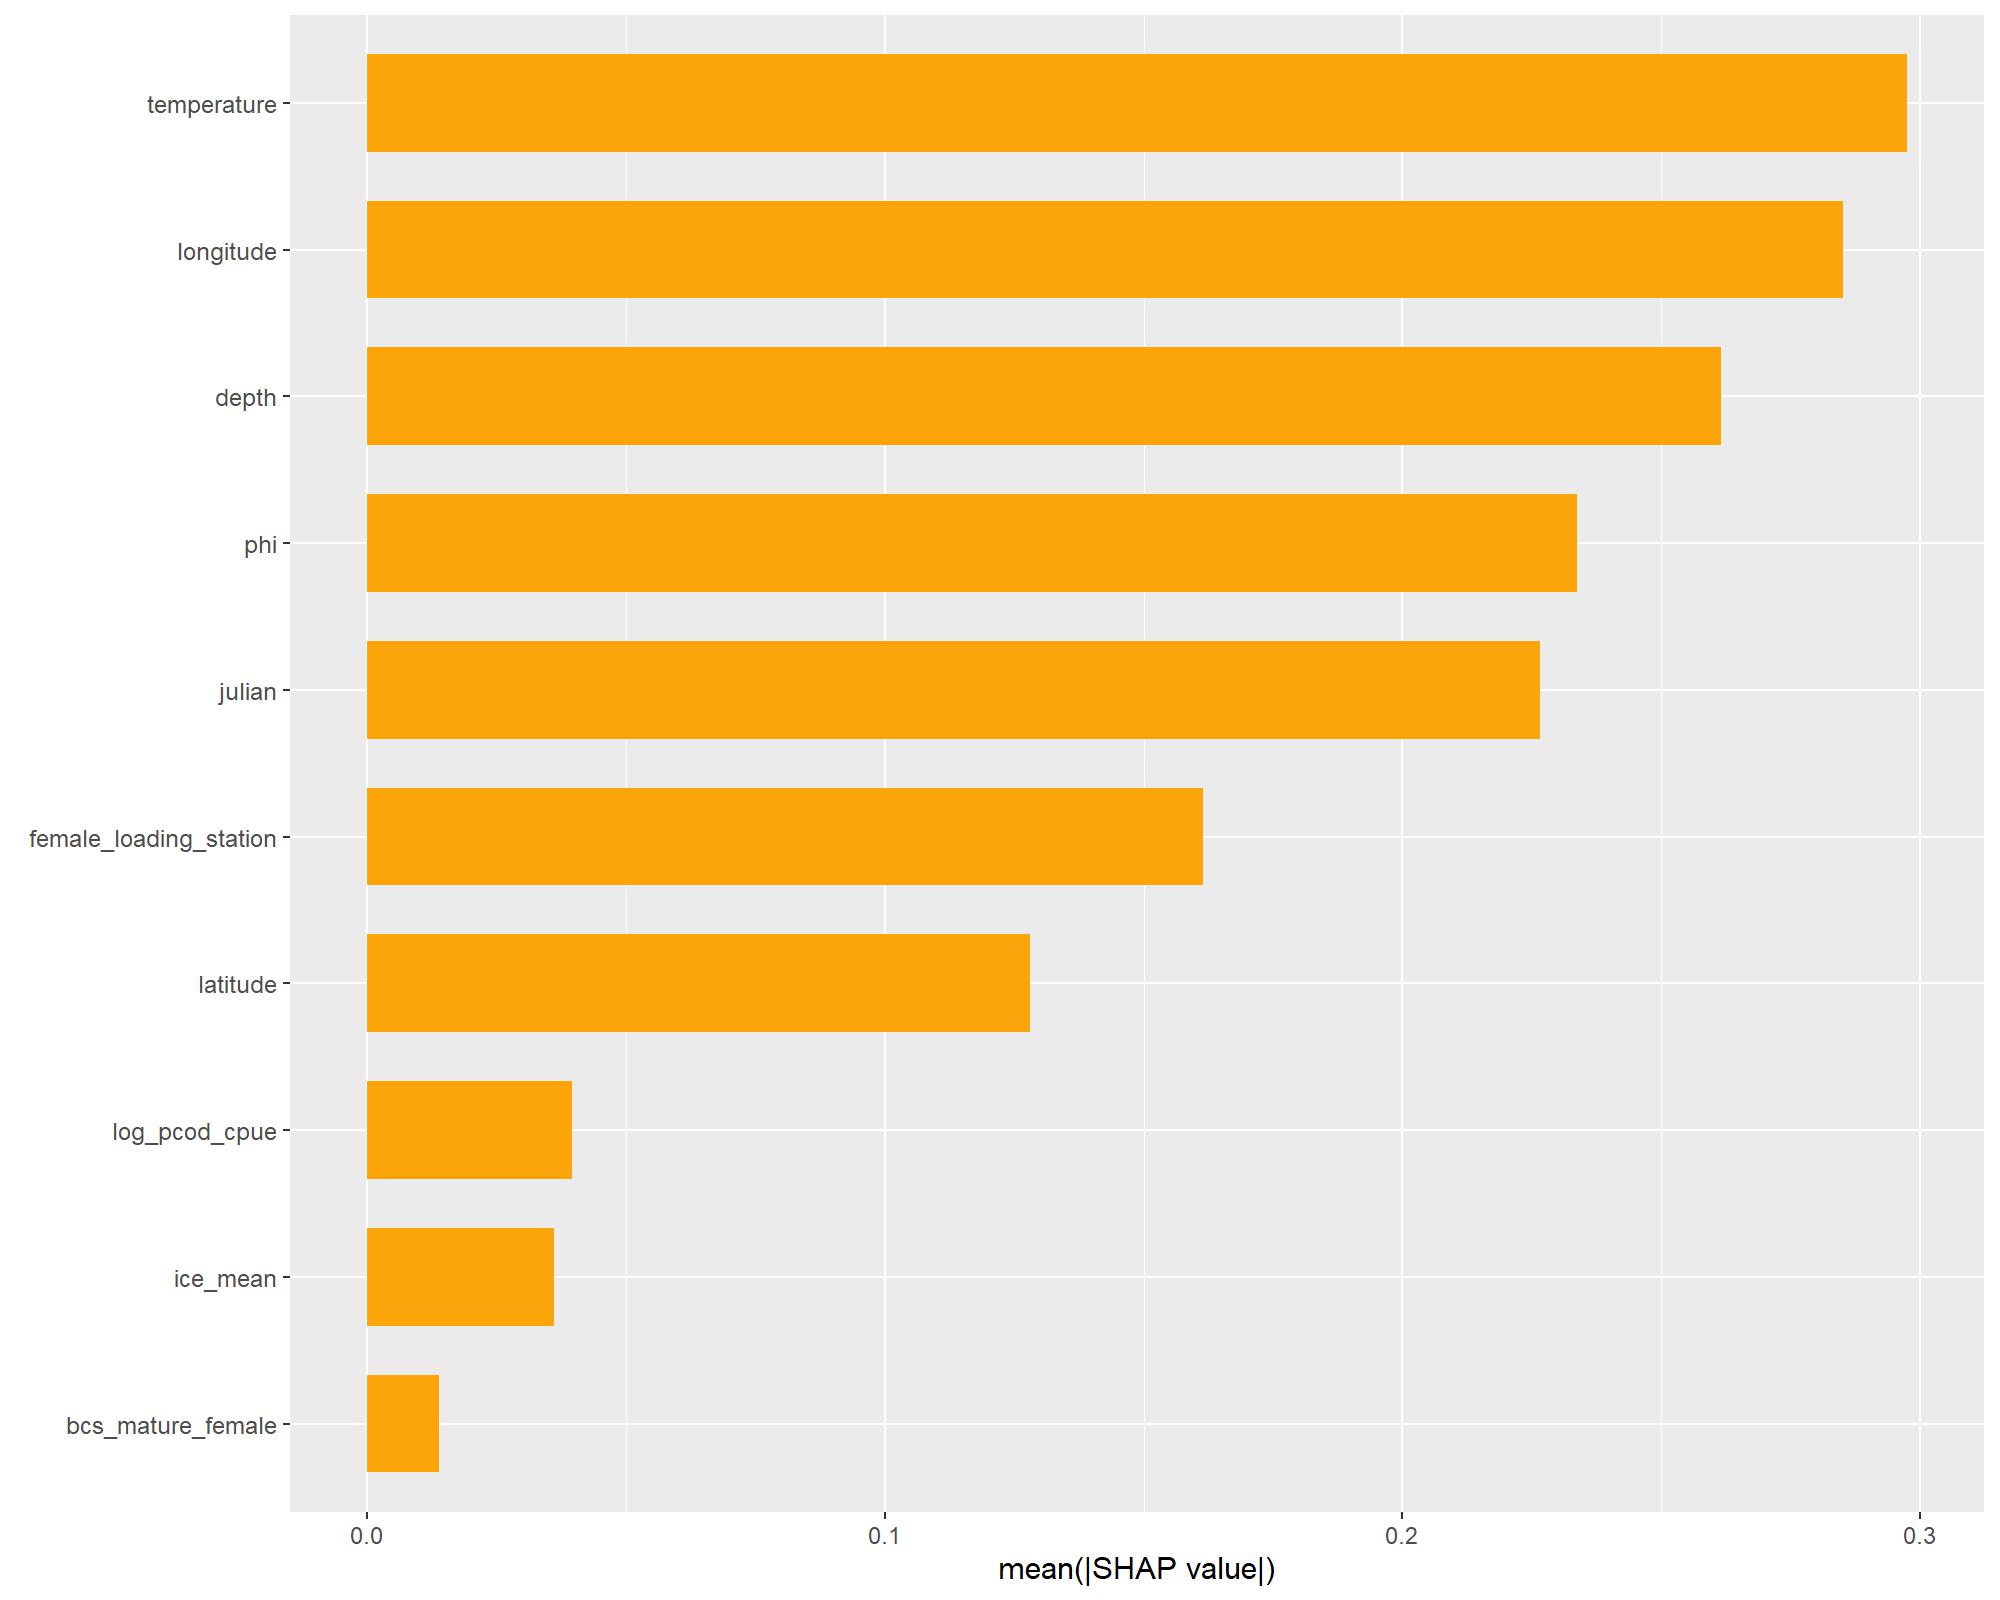 temperature
longitude
depth
phi
julian
female_loading_station
latitude
log_pcod_cpue
ice_mean
bcs_mature_female
0.0 0.1 0.2 0.3
mean(|SHAP value|)